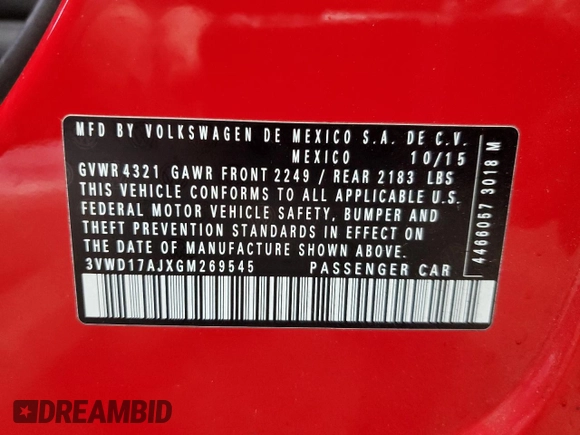 MFD BY VOLKSWAGEN DE MEXICO S.A. DE C.V.
MEXICO 10/15
GVWR 4321 GAWR FRONT 2249 / REAR 2183 LBS
THIS VEHICLE CONFORMS TO ALL APPLICABLE U.S.
FEDERAL MOTOR VEHICLE SAFETY, BUMPER AND
THEFT PREVENTION STANDARDS IN EFFECT ON
THE DATE OF MANUFACTURE SHOWN ABOVE.
3VWD17AJXGM269545 PASSENGER CAR
4466057 3018 M
DREAMBID